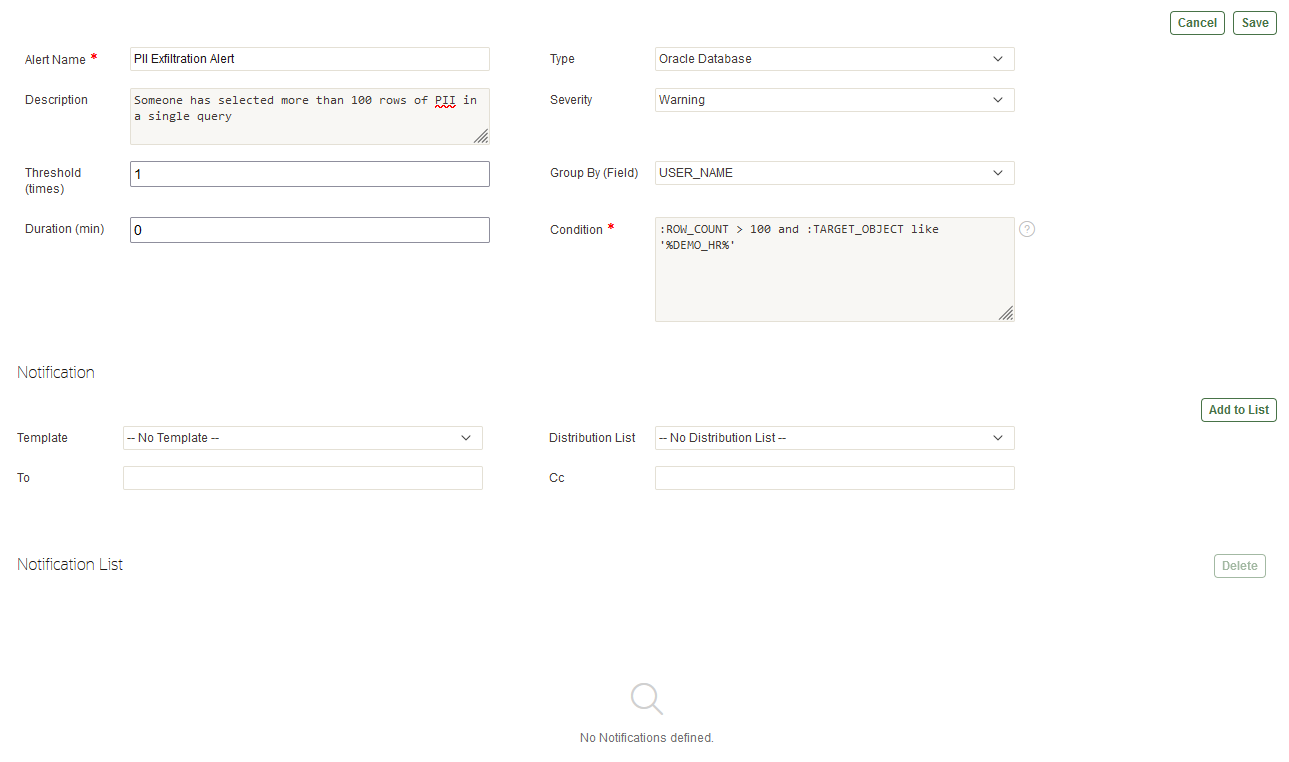 Cancel
Save
Alert Name *
PII Exfiltration Alert
Type
Oracle Database
Description
Someone has selected more than 100 rows of PII in
a single query
Severity
Warning
Threshold
(times)
1
Group By (Field)
USER_NAME
Duration (min)
0
Condition *
:ROW_COUNT > 100 and :TARGET_OBJECT like
'%DEMO_HR%'
?
Notification
Add to List
Template
-- No Template --
Distribution List
-- No Distribution List --
To
Cc
Notification List
Delete
No Notifications defined.